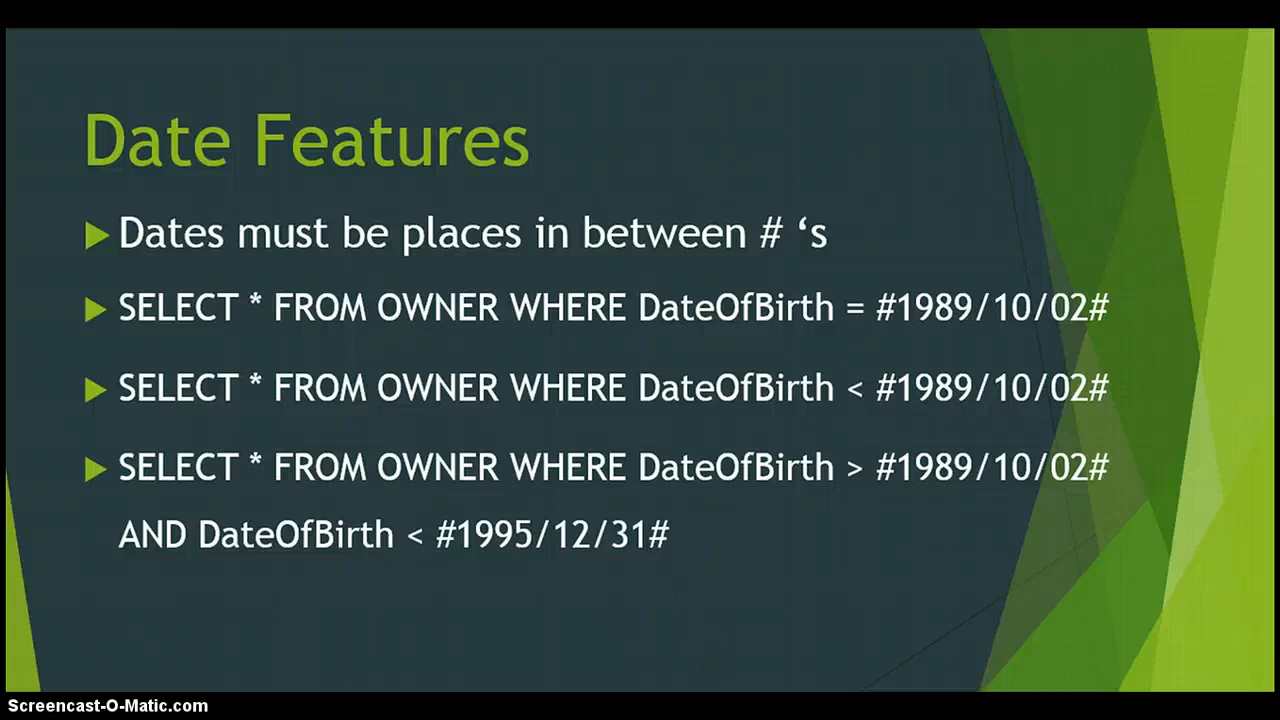 Date Features
Dates must be places in between # ‘s
SELECT * FROM OWNER WHERE DateOfBirth = #1989/10/02#
SELECT * FROM OWNER WHERE DateOfBirth < #1989/10/02#
SELECT * FROM OWNER WHERE DateOfBirth > #1989/10/02#
AND DateOfBirth < #1995/12/31#
Screencast-O-Matic.com